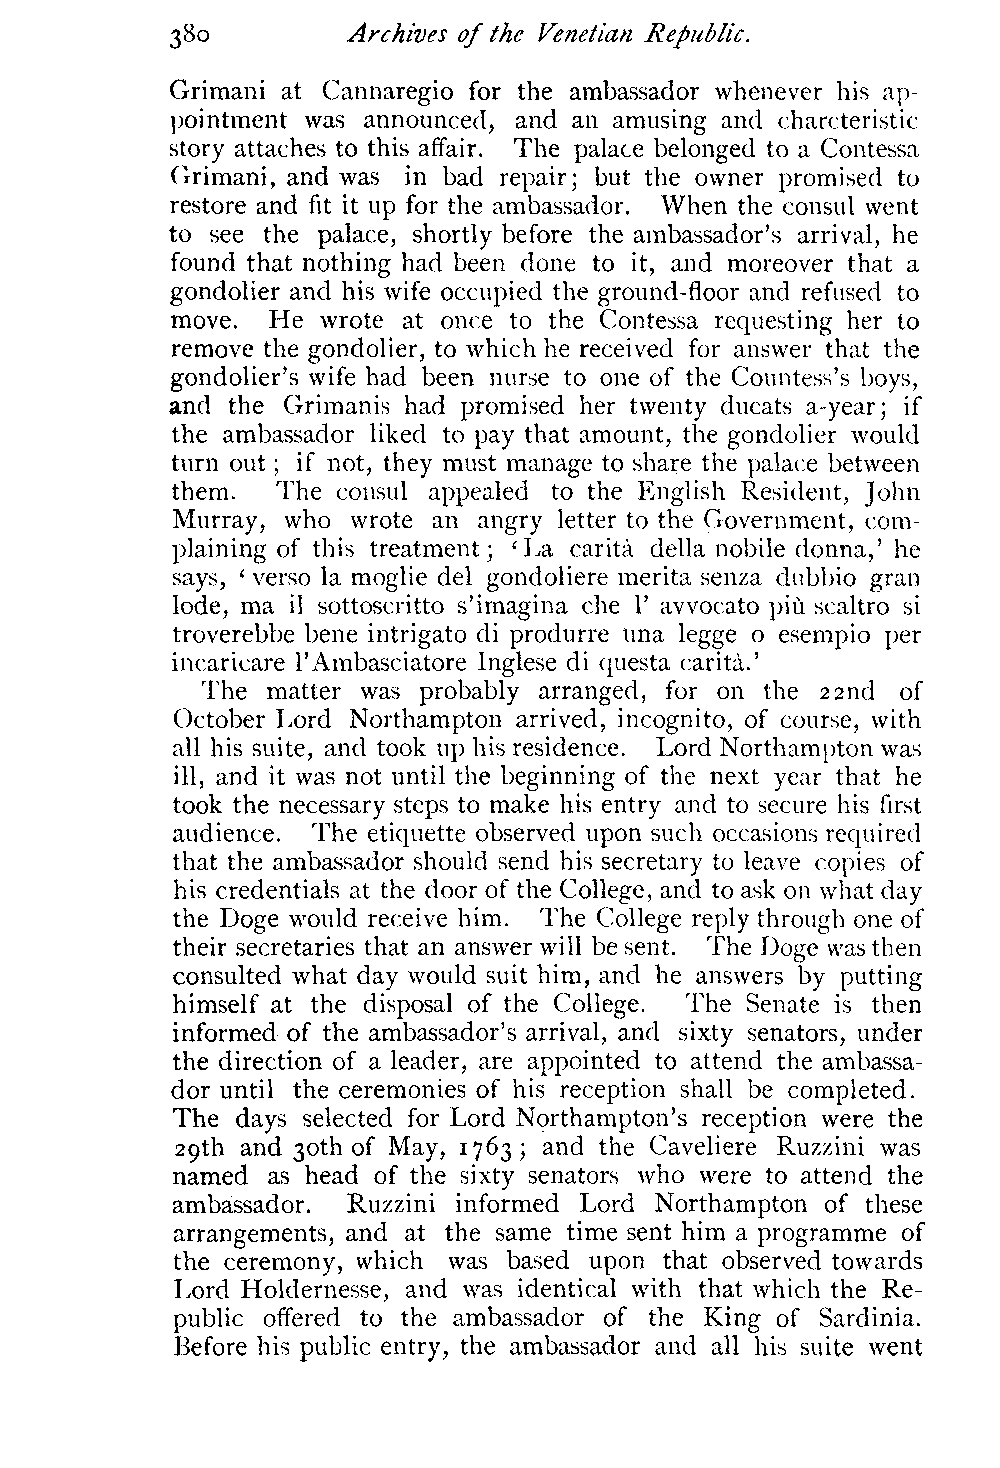 380 Archives of the Venetian Republic.
Grimani at Cannaregio for the ambassador whenever his ap-
pointment was announced, and an amusing and charcteristic
story attaches to this affair. The palace belonged to a Contessa
Grimani, and was in bad repair; but the owner promised to
restore and fit it up for the ambassador. When the consul went
to see the palace, shortly before the ambassador's arrival, he
found that nothing had been done to it, and moreover that a
gondolier and his wife occupied the ground-floor and refused to
move. He wrote at once to the Contessa requesting her to
remove the gondolier, to which he received for answer that the
gondolier's wife had been nurse to one of the Countess's boys,
and the Grimanis had promised her twenty ducats a-year; if
the ambassador liked to pay that amount, the gondolier would
turn out; if not, they must manage to share the palace between
them. The consul appealed to the English Resident, John
Murray, who wrote an angry letter to the Government, com-
plaining of this treatment; 'La carità della nobile donna,' he
says, 'verso la moglie del gondoliere merita senza dubbio gran
lode, ma il sottoscritto s'imagina che l' avvocato più scaltro si
troverebbe bene intrigato di produrre una legge o esempio per
incaricare l'Ambasciatore Inglese di questa carità.'
The matter was probably arranged, for on the 22nd of
October Lord Northampton arrived, incognito, of course, with
all his suite, and took up his residence. Lord Northampton was
ill, and it was not until the beginning of the next year that he
took the necessary steps to make his entry and to secure his first
audience. The etiquette observed upon such occasions required
that the ambassador should send his secretary to leave copies of
his credentials at the door of the College, and to ask on what day
the Doge would receive him. The College reply through one of
their secretaries that an answer will be sent. The Doge was then
consulted what day would suit him, and he answers by putting
himself at the disposal of the College. The Senate is then
informed of the ambassador's arrival, and sixty senators, under
the direction of a leader, are appointed to attend the ambassa-
dor until the ceremonies of his reception shall be completed.
The days selected for Lord Northampton's reception were the
29th and 30th of May, 1763; and the Caveliere Ruzzini was
named as head of the sixty senators who were to attend the
ambassador. Ruzzini informed Lord Northampton of these
arrangements, and at the same time sent him a programme of
the ceremony, which was based upon that observed towards
Lord Holdernesse, and was identical with that which the Re-
public offered to the ambassador of the King of Sardinia.
Before his public entry, the ambassador and all his suite went